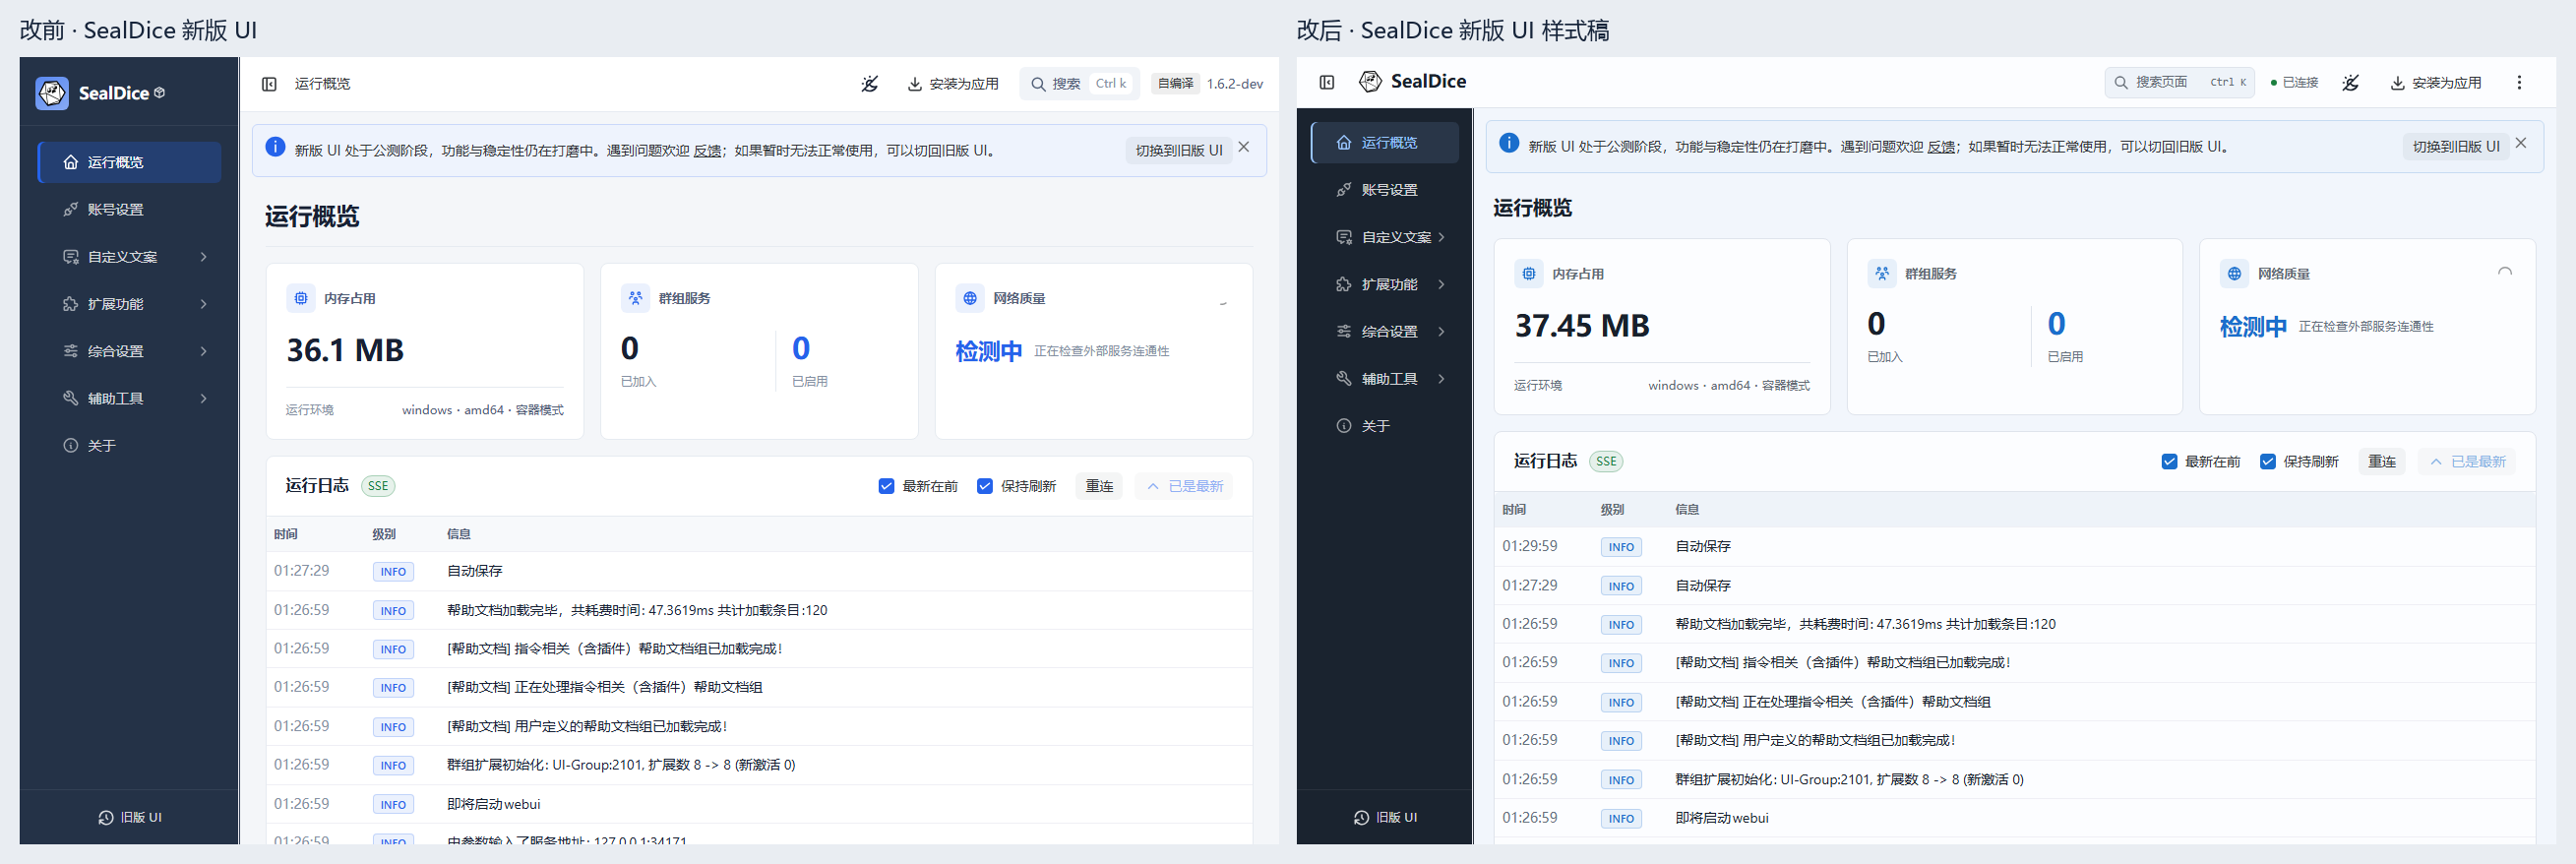 改前 · SealDice 新版 UI
SealDice
运行概览
账号设置
自定义文案
扩展功能
综合设置
辅助工具
关于
旧版 UI
运行概览
安装为应用
搜索 Ctrl k
自编译 1.6.2-dev
新版 UI 处于公测阶段，功能与稳定性仍在打磨中。遇到问题欢迎 反馈；如果暂时无法正常使用，可以切回旧版 UI。
切换到旧版 UI
运行概览
内存占用
36.1 MB
运行环境 windows · amd64 · 容器模式
群组服务
0 0
已加入 已启用
网络质量
检测中 正在检查外部服务连通性
运行日志 SSE
最新在前 保持刷新 重连 已是最新
时间 级别 信息
01:27:29 INFO 自动保存
01:26:59 INFO 帮助文档加载完毕，共耗费时间: 47.3619ms 共计加载条目:120
01:26:59 INFO [帮助文档] 指令相关（含插件）帮助文档组已加载完成!
01:26:59 INFO [帮助文档] 正在处理指令相关（含插件）帮助文档组
01:26:59 INFO [帮助文档] 用户定义的帮助文档组已加载完成!
01:26:59 INFO 群组扩展初始化: UI-Group:2101, 扩展数 8 -> 8 (新激活 0)
01:26:59 INFO 即将启动webui
01:26:59 INFO 由参数输入了服务地址: 127.0.0.1:34171
改后 · SealDice 新版 UI 样式稿
SealDice
搜索页面 Ctrl K
已连接
安装为应用
运行概览
账号设置
自定义文案
扩展功能
综合设置
辅助工具
关于
旧版 UI
新版 UI 处于公测阶段，功能与稳定性仍在打磨中。遇到问题欢迎 反馈；如果暂时无法正常使用，可以切回旧版 UI。
切换到旧版 UI
运行概览
内存占用
37.45 MB
运行环境 windows · amd64 · 容器模式
群组服务
0 0
已加入 已启用
网络质量
检测中 正在检查外部服务连通性
运行日志 SSE
最新在前 保持刷新 重连 已是最新
时间 级别 信息
01:29:59 INFO 自动保存
01:27:29 INFO 自动保存
01:26:59 INFO 帮助文档加载完毕，共耗费时间: 47.3619ms 共计加载条目:120
01:26:59 INFO [帮助文档] 指令相关（含插件）帮助文档组已加载完成!
01:26:59 INFO [帮助文档] 正在处理指令相关（含插件）帮助文档组
01:26:59 INFO [帮助文档] 用户定义的帮助文档组已加载完成!
01:26:59 INFO 群组扩展初始化: UI-Group:2101, 扩展数 8 -> 8 (新激活 0)
01:26:59 INFO 即将启动webui